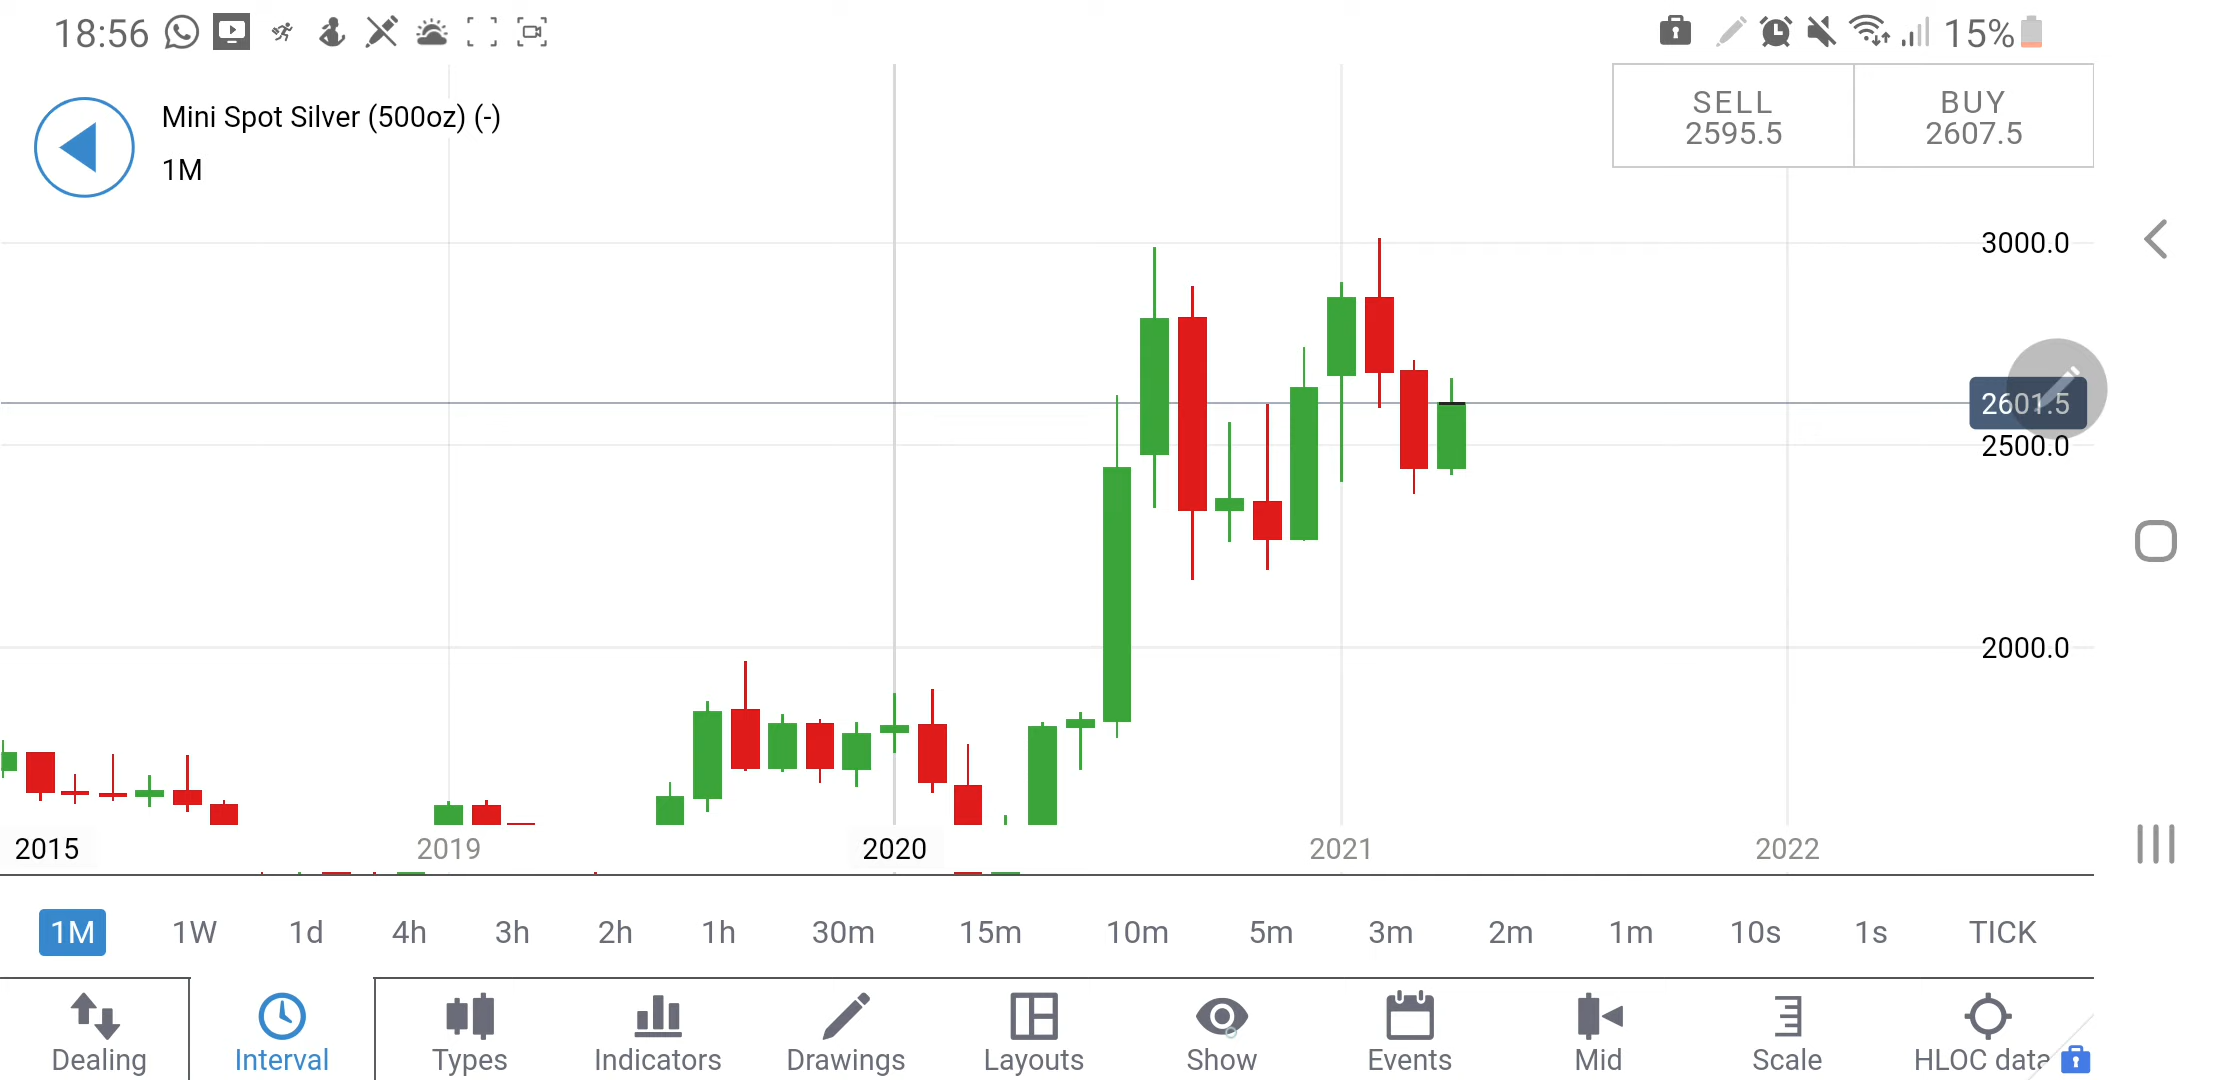 18:56
15%
Mini Spot Silver (500oz) (-)
1M
SELL
2595.5
BUY
2607.5
3000.0
2601.5
2500.0
2000.0
2015
2019
2020
2021
2022
1M 1W 1d 4h 3h 2h 1h 30m 15m 10m 5m 3m 2m 1m 10s 1s TICK
Dealing Interval Types Indicators Drawings Layouts Show Events Mid Scale HLOC data